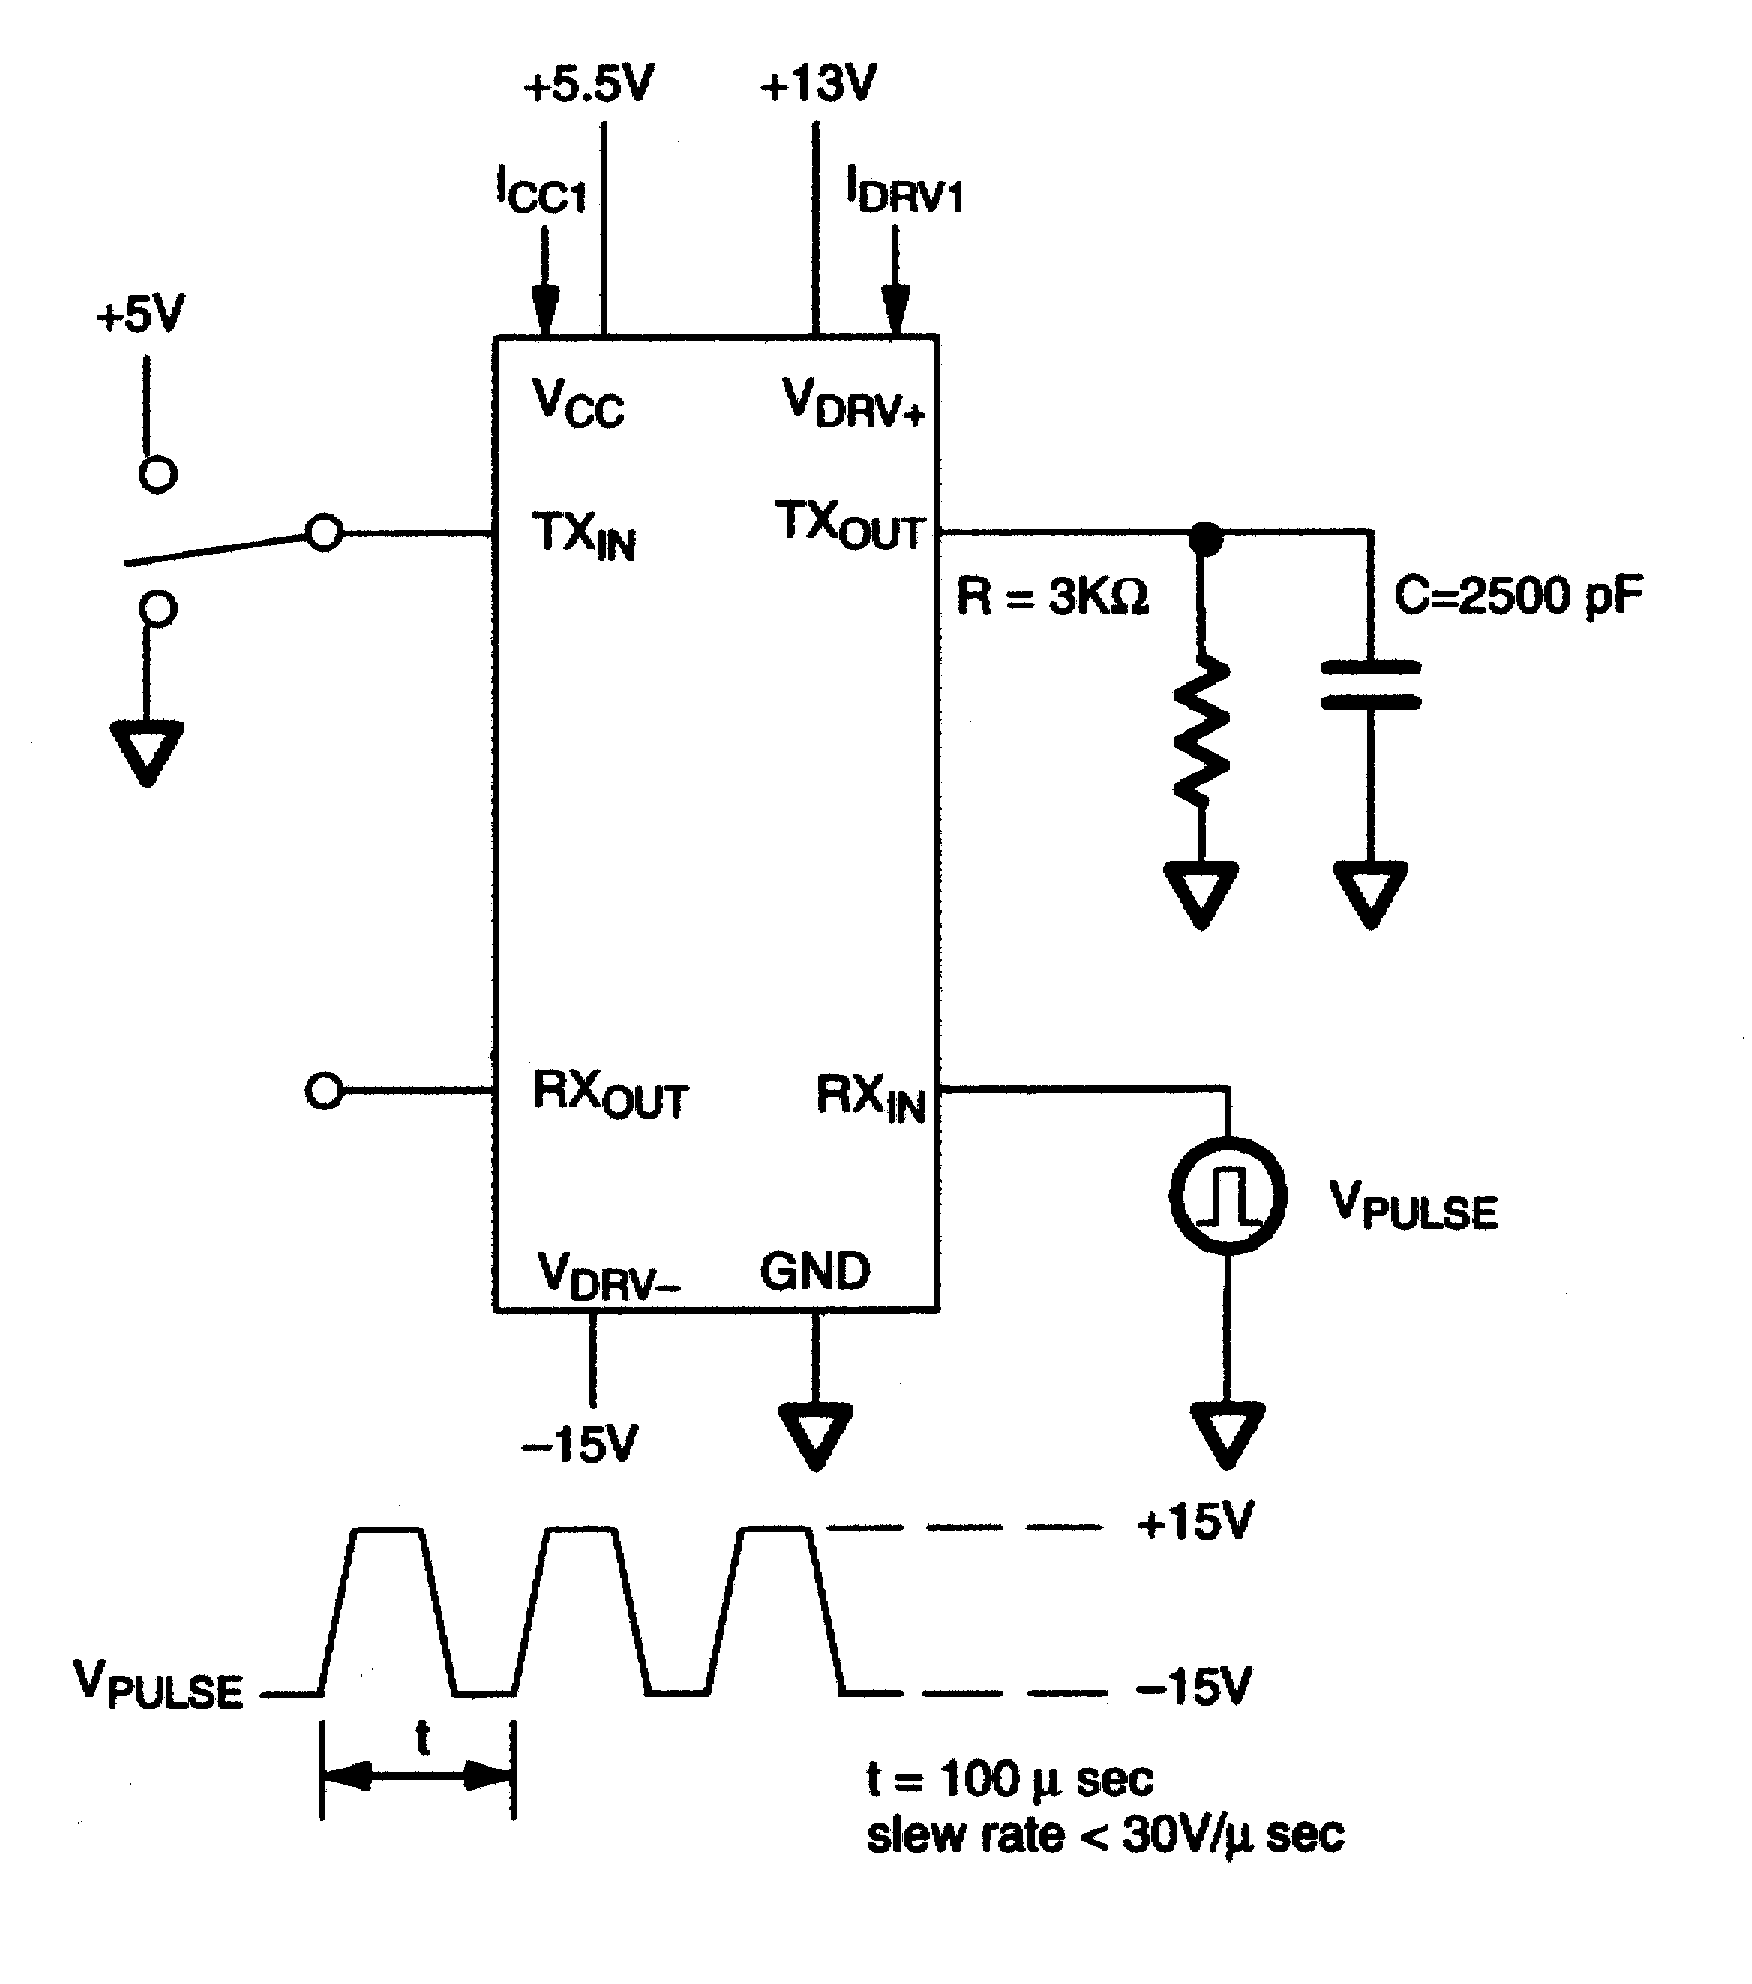 +5.5V +13V
ICC1 IDRV1
+5V
VCC VDRV+
TXIN TXOUT
R = 3KΩ C=2500 pF
RXOUT RXIN
VPULSE
VDRV– GND
–15V
+15V
VPULSE –15V
t
t = 100 μ sec
slew rate < 30V/μ sec